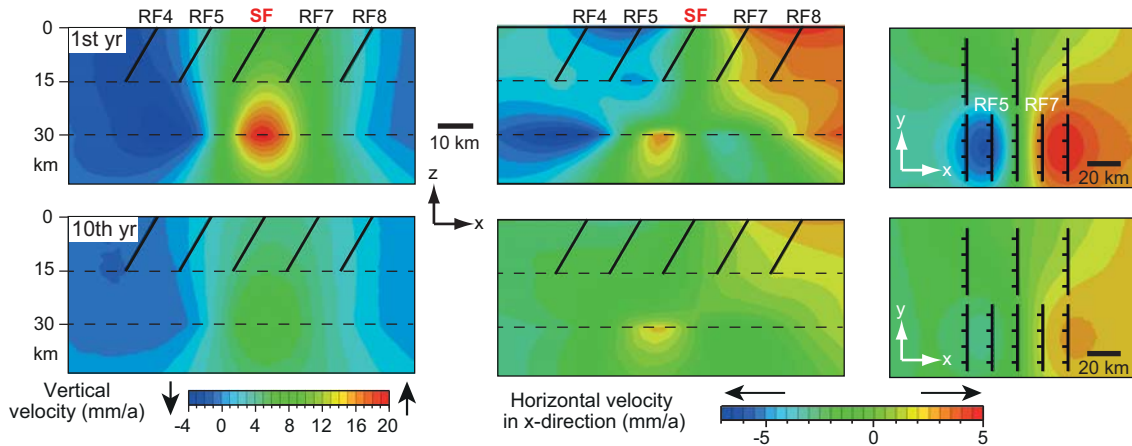 RF4 RF5 SF RF7 RF8
RF4 RF5 SF RF7 RF8
0
1st yr
15
30
km
10 km
z
x
RF5 RF7
y
x
20 km
0
10th yr
15
30
km
y
x
20 km
Vertical
velocity (mm/a)
-4 0 4 8 12 16 20
Horizontal velocity
in x-direction (mm/a)
-5 0 5